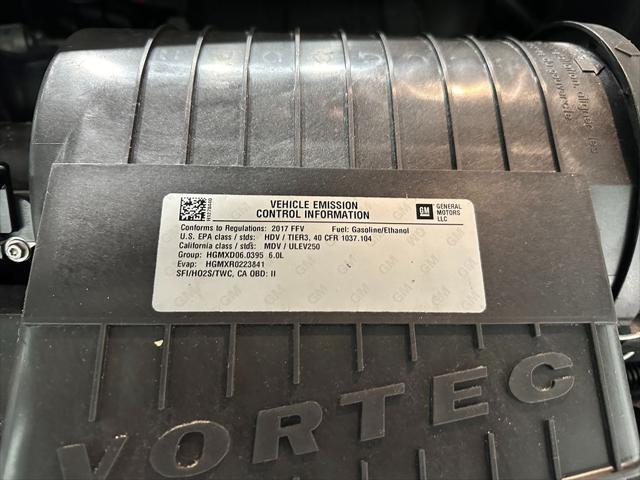 VEHICLE EMISSION
CONTROL INFORMATION
GM
GENERAL
MOTORS
LLC
Conforms to Regulations: 2017 FFV Fuel: Gasoline/Ethanol
U.S. EPA class / stds: HDV / TIER3, 40 CFR 1037.104
California class / stds: MDV / ULEV250
Group: HGMXD06.0395 6.0L
Evap: HGMXR0223841
SFI/HO2S/TWC, CA OBD: II
VORTEC